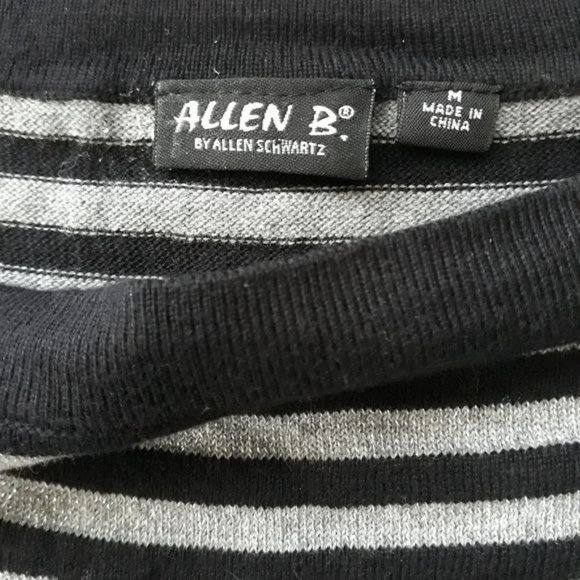 ALLEN B.®
BY ALLEN SCHWARTZ
M
MADE IN
CHINA